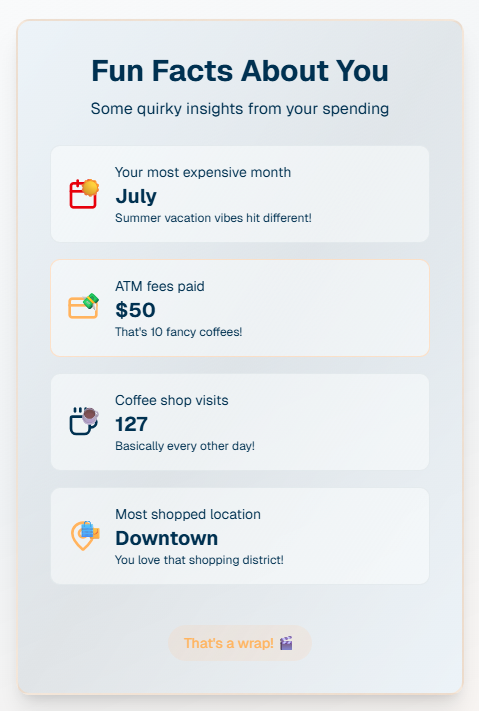 Fun Facts About You
Some quirky insights from your spending
Your most expensive month
July
Summer vacation vibes hit different!
ATM fees paid
$50
That's 10 fancy coffees!
Coffee shop visits
127
Basically every other day!
Most shopped location
Downtown
You love that shopping district!
That's a wrap! 🎬